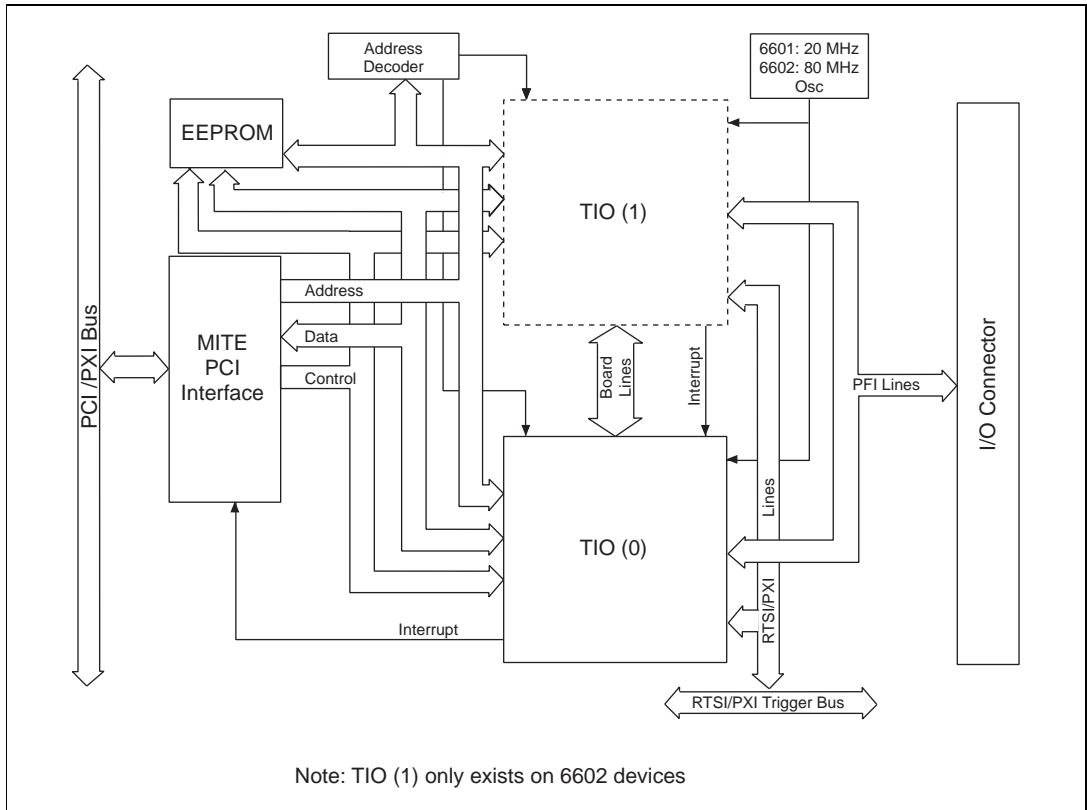 Address
Decoder
6601: 20 MHz
6602: 80 MHz
Osc
EEPROM
TIO (1)
PCI /PXI Bus
MITE
PCI
Interface
Address
Data
Control
Board
Lines
Interrupt
PFI Lines
I/O Connector
Lines
RTSI/PXI
TIO (0)
Interrupt
RTSI/PXI Trigger Bus
Note: TIO (1) only exists on 6602 devices